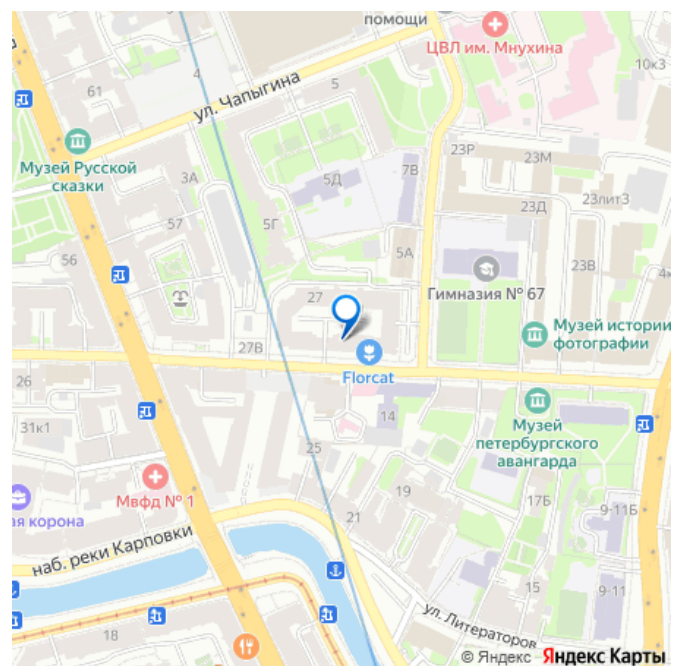 помощи
ЦВЛ им. Мнухина
10к3
61
4
5
ул. Чапыгина
Музей Русской
сказки
3А
5Д
7В
23Р
23М
23Д
23лит3
57
5Г
5А
56
Гимназия № 67
23В
4к
27
Музей истории
фотографии
27В
Florcat
26
31к1
14
Музей
петербургского
авангарда
25
Мвфд № 1
19
17Б
9-11Б
ая корона
21
наб. реки Карповки
15
9-11
ул. Литераторов
18
© Яндекс Яндекс Карты